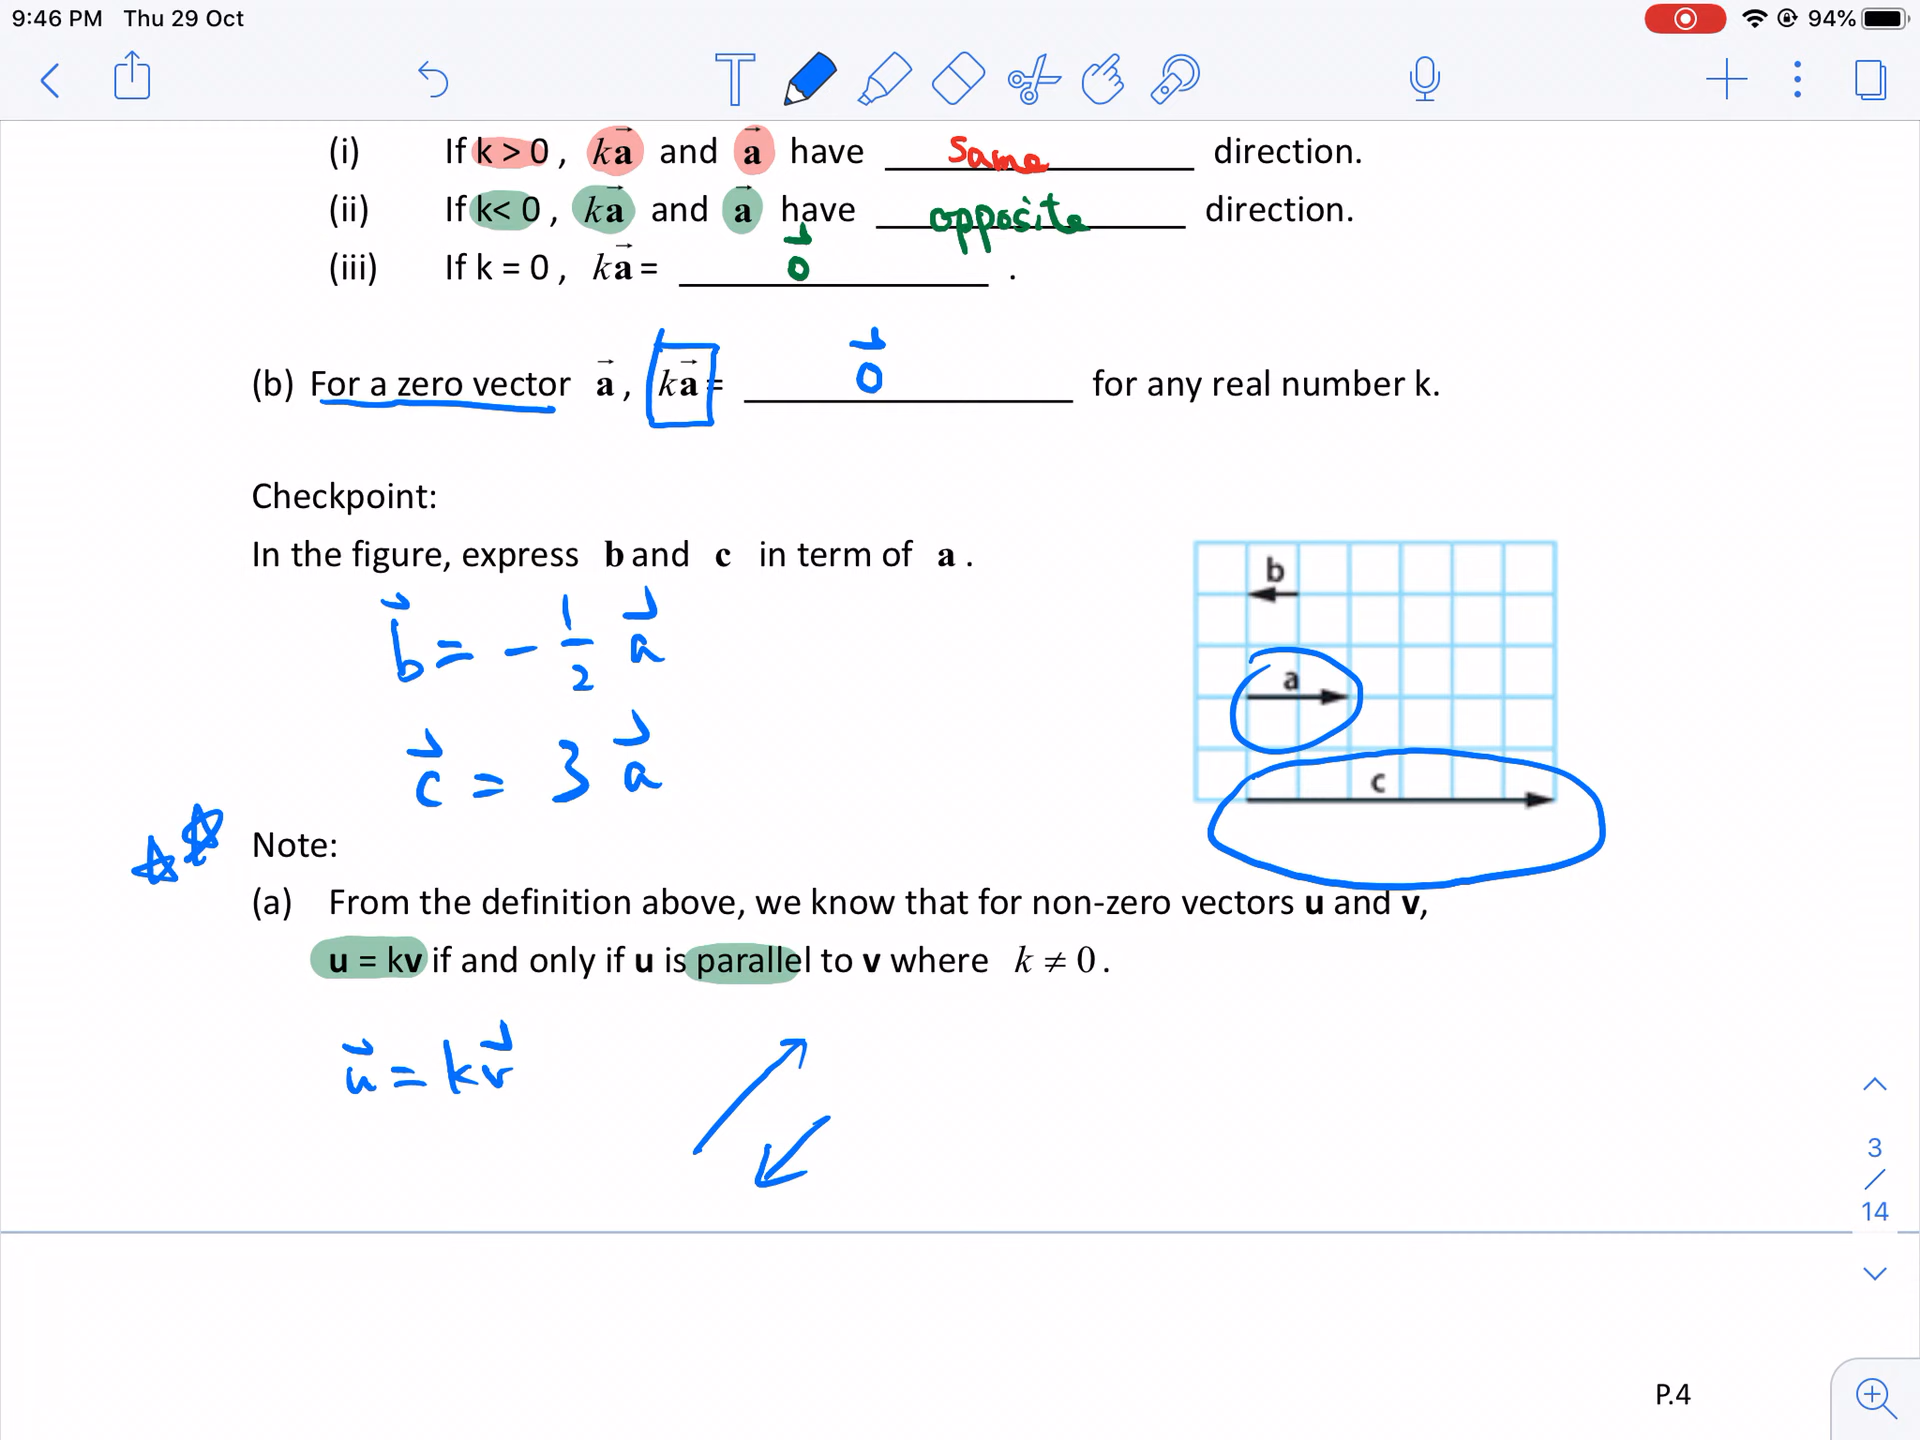 9:46 PM Thu 29 Oct 94%
T
(i) If k > 0 , ka⃗ and a⃗ have same direction.
(ii) If k< 0 , ka⃗ and a⃗ have opposite direction.
(iii) If k = 0 , ka⃗ = 0⃗ .
(b) For a zero vector a⃗ , ka⃗ = 0⃗ for any real number k.
Checkpoint:
In the figure, express b and c in term of a .
b⃗ = - 1/2 a⃗
c⃗ = 3 a⃗
b
a
c
Note:
(a) From the definition above, we know that for non-zero vectors u and v,
u = kv if and only if u is parallel to v where k ≠ 0 .
u⃗ = kv⃗
3
/
14
P.4